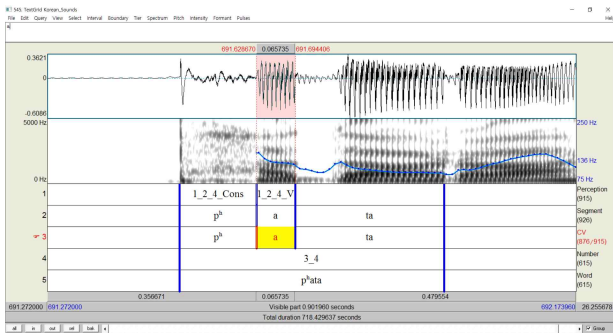 545. TextGrid Korean_Sounds
File Edit Query View Select Interval Boundary Tier Spectrum Pitch Intensity Formant Pulses Help
a
691.628670 0.065735 691.694406
0.3621
0
-0.6086
5000 Hz 250 Hz
136 Hz
0 Hz 75 Hz
1 1_2_4_Cons 1_2_4_V Perception (915)
2 pʰ a ta Segment (926)
3 pʰ a ta CV (876/915)
4 3_4 Number (615)
5 pʰata Word (615)
0.356671 0.065735 0.479554
691.272000 691.272000 Visible part 0.901960 seconds 692.173960 26.255678
Total duration 718.429637 seconds
all in out sel bak Group